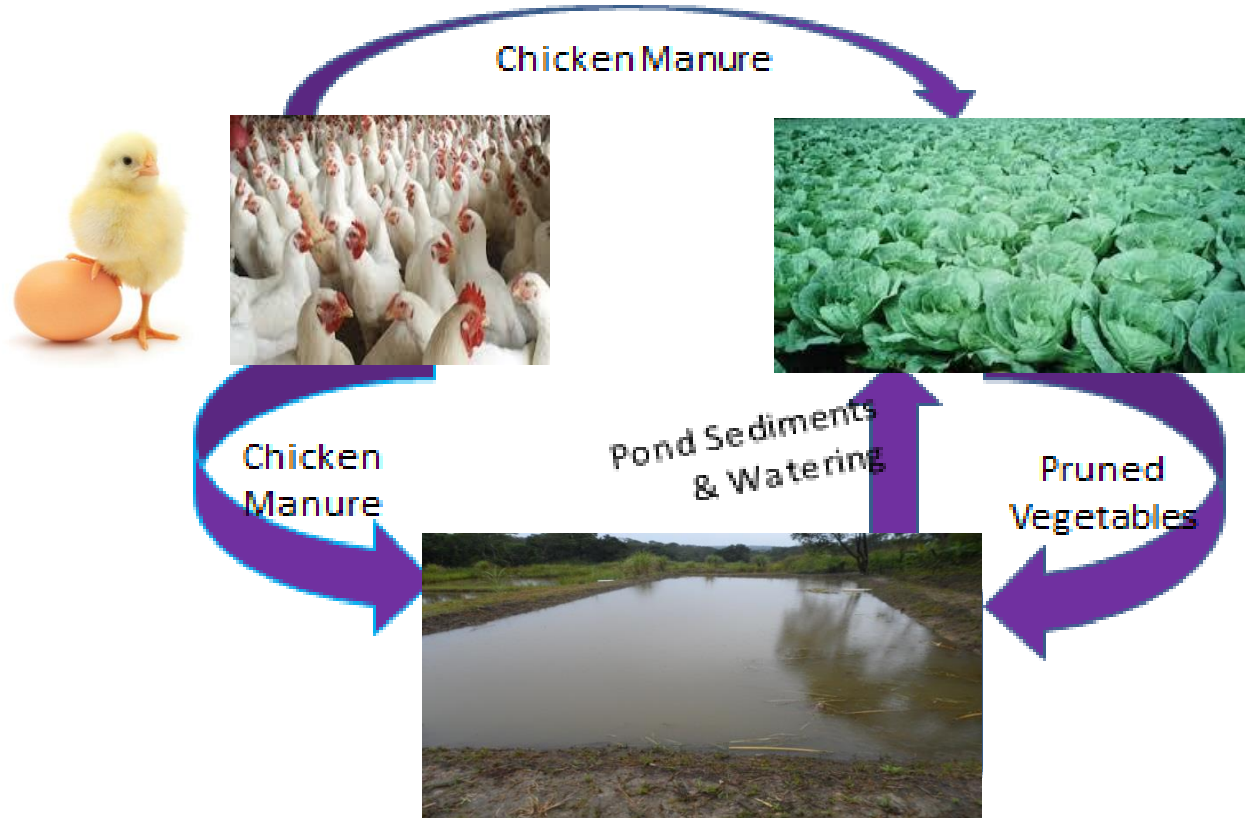 Chicken Manure
Chicken
Manure
Pond Sediments
& Watering
Pruned
Vegetables